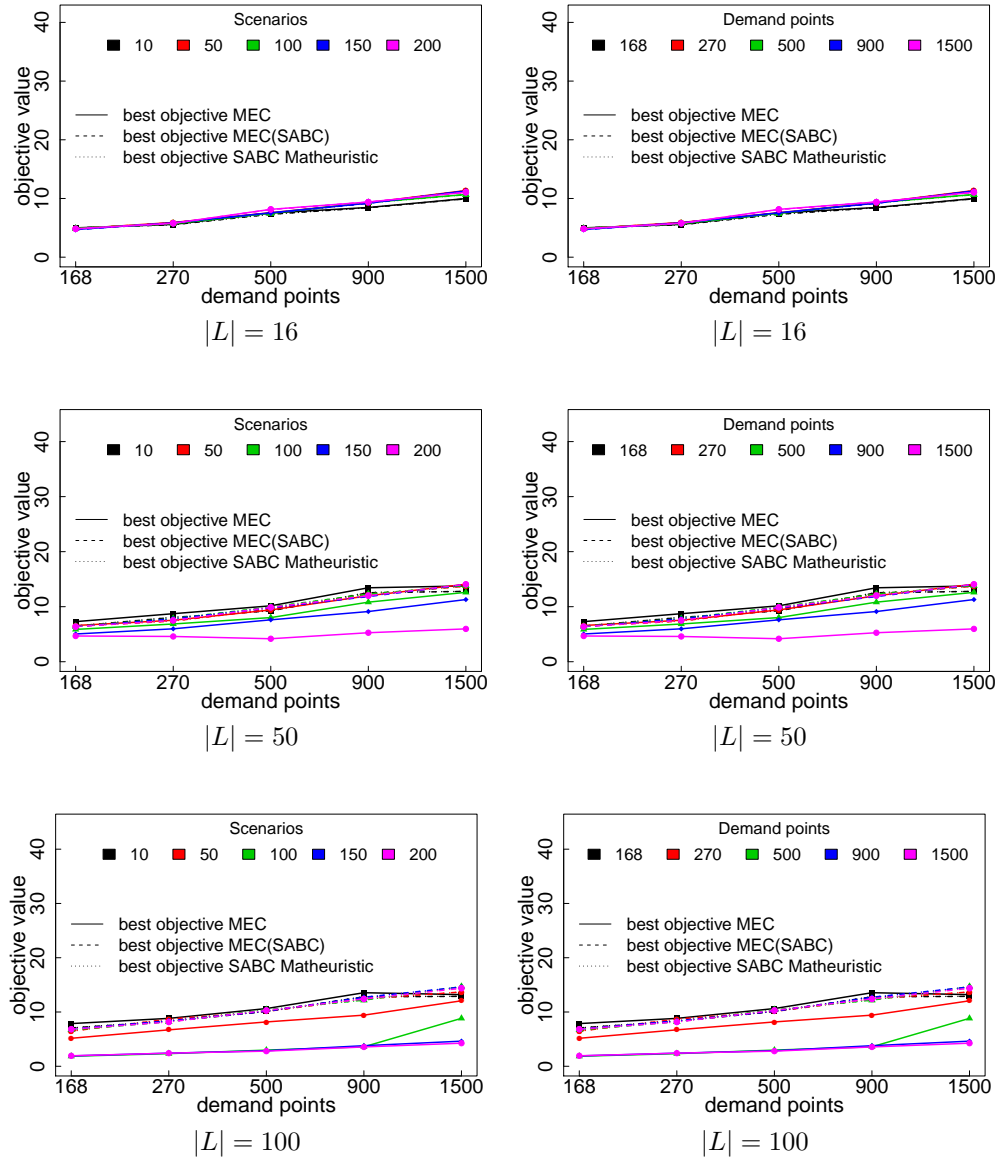 Scenarios
10 50 100 150 200
best objective MEC
best objective MEC(SABC)
best objective SABC Matheuristic
objective value
0 10 20 30 40
168 270 500 900 1500
demand points
|L| = 16
Demand points
168 270 500 900 1500
best objective MEC
best objective MEC(SABC)
best objective SABC Matheuristic
objective value
0 10 20 30 40
168 270 500 900 1500
demand points
|L| = 16
Scenarios
10 50 100 150 200
best objective MEC
best objective MEC(SABC)
best objective SABC Matheuristic
objective value
0 10 20 30 40
168 270 500 900 1500
demand points
|L| = 50
Demand points
168 270 500 900 1500
best objective MEC
best objective MEC(SABC)
best objective SABC Matheuristic
objective value
0 10 20 30 40
168 270 500 900 1500
demand points
|L| = 50
Scenarios
10 50 100 150 200
best objective MEC
best objective MEC(SABC)
best objective SABC Matheuristic
objective value
0 10 20 30 40
168 270 500 900 1500
demand points
|L| = 100
Demand points
168 270 500 900 1500
best objective MEC
best objective MEC(SABC)
best objective SABC Matheuristic
objective value
0 10 20 30 40
168 270 500 900 1500
demand points
|L| = 100